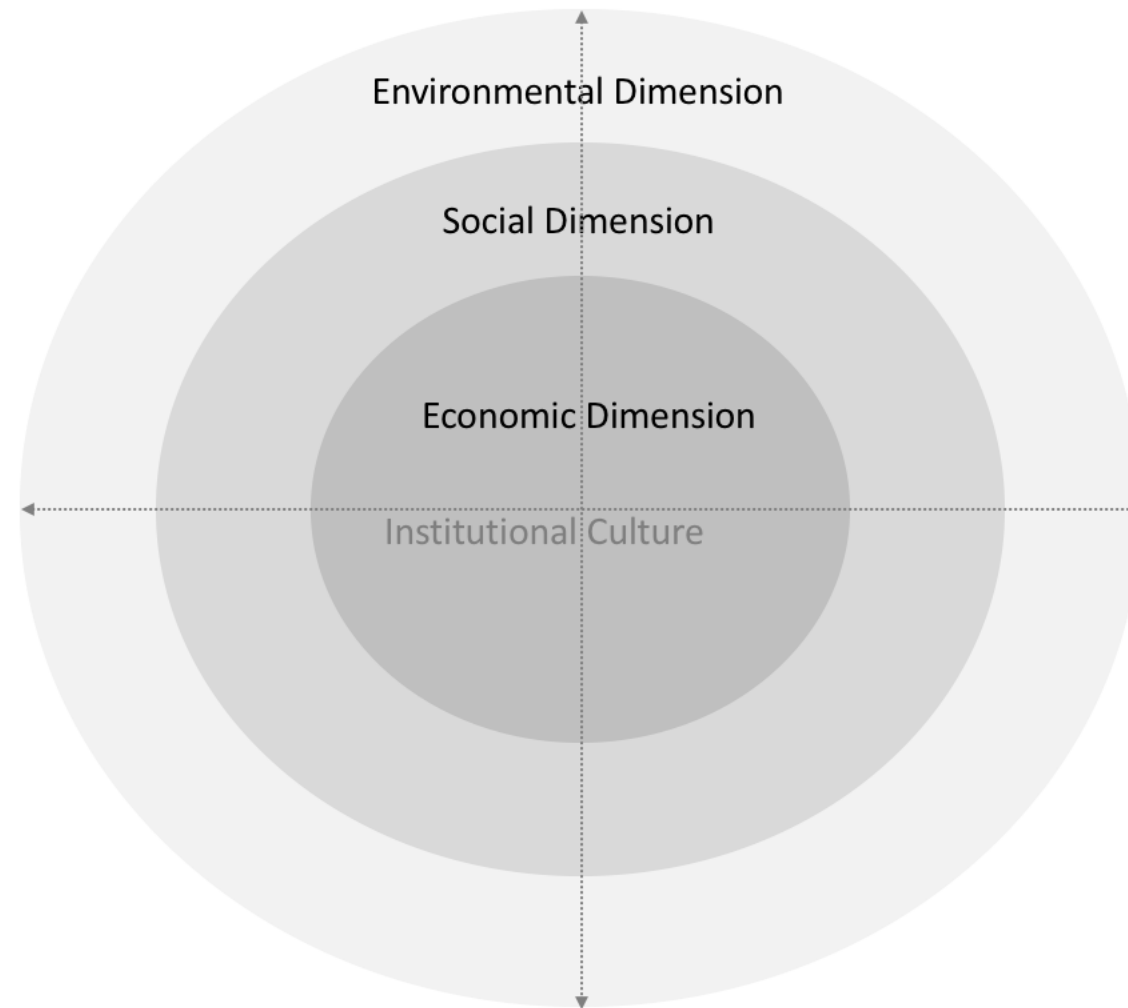 Environmental Dimension
Social Dimension
Economic Dimension
Institutional Culture